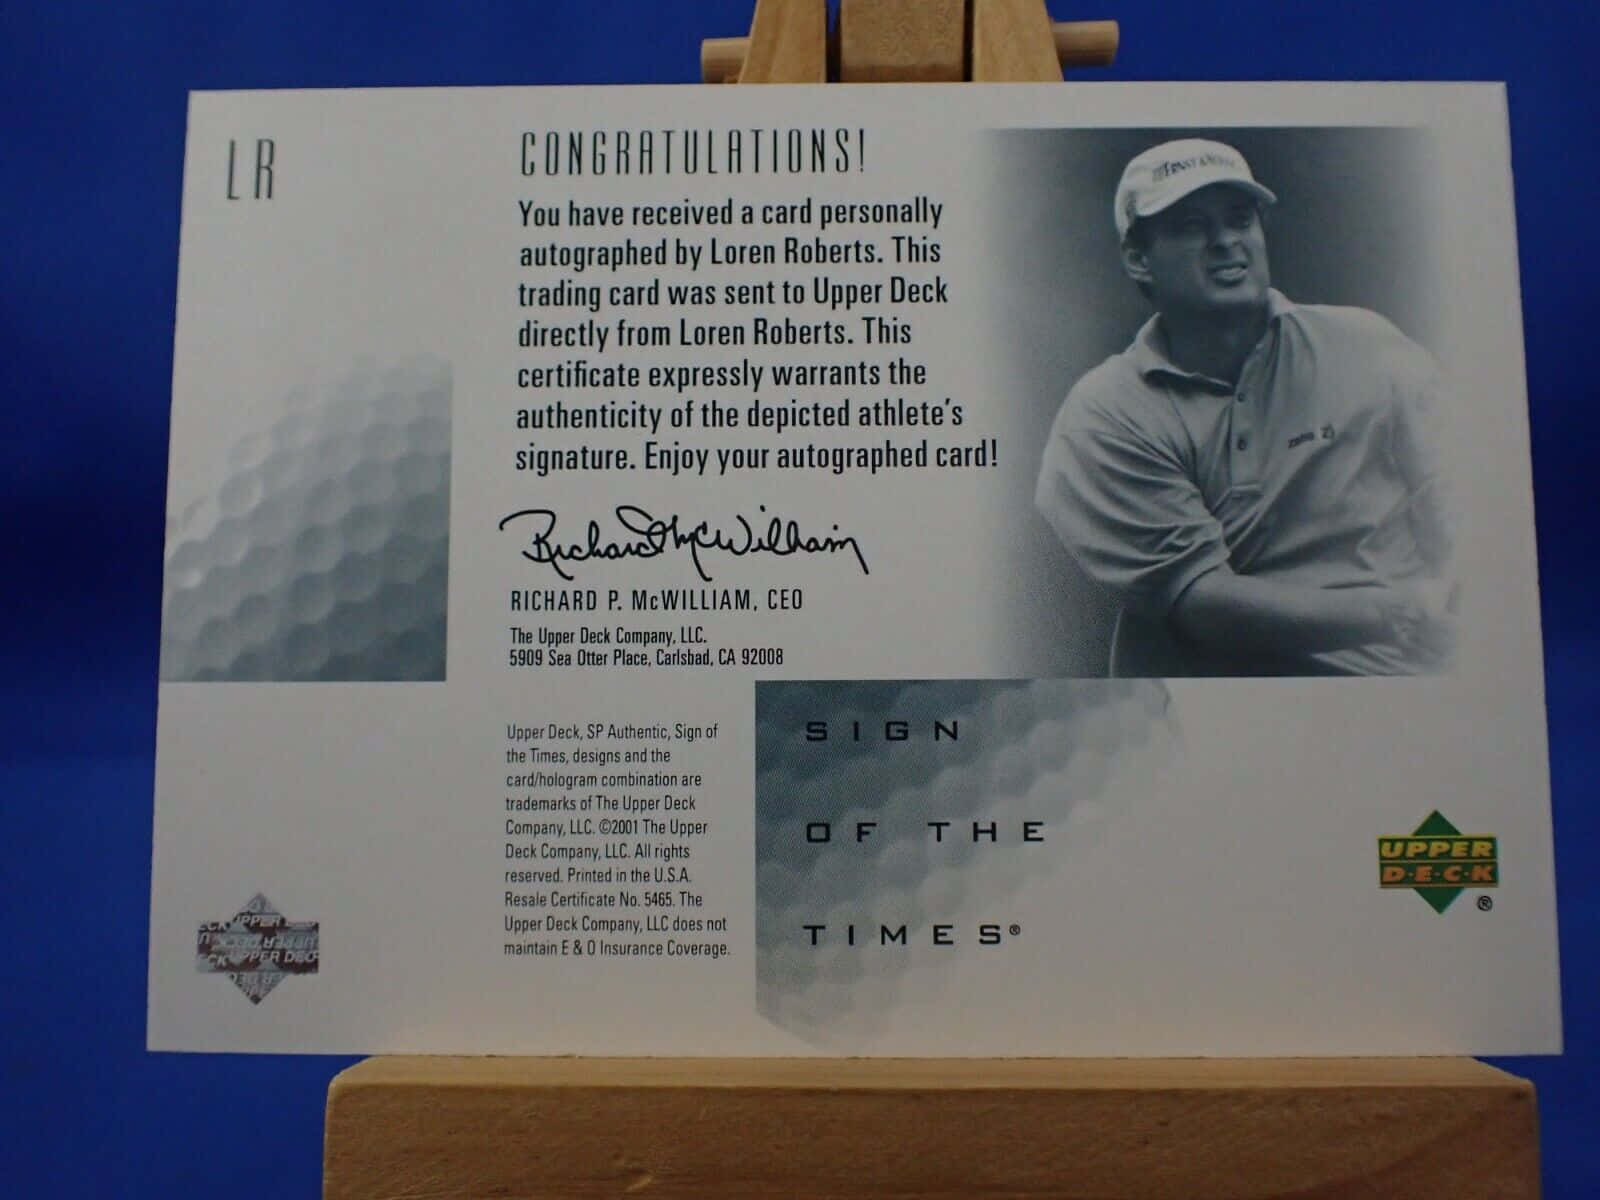 LR
CONGRATULATIONS!
You have received a card personally
autographed by Loren Roberts. This
trading card was sent to Upper Deck
directly from Loren Roberts. This
certificate expressly warrants the
authenticity of the depicted athlete's
signature. Enjoy your autographed card!
Richard McWilliam
RICHARD P. McWILLIAM, CEO
The Upper Deck Company, LLC.
5909 Sea Otter Place, Carlsbad, CA 92008
Upper Deck, SP Authentic, Sign of
the Times, designs and the
card/hologram combination are
trademarks of The Upper Deck
Company, LLC. ©2001 The Upper
Deck Company, LLC. All rights
reserved. Printed in the U.S.A.
Resale Certificate No. 5465. The
Upper Deck Company, LLC does not
maintain E & O Insurance Coverage.
SIGN
OF THE
TIMES®
UPPER
D·E·C·K
®